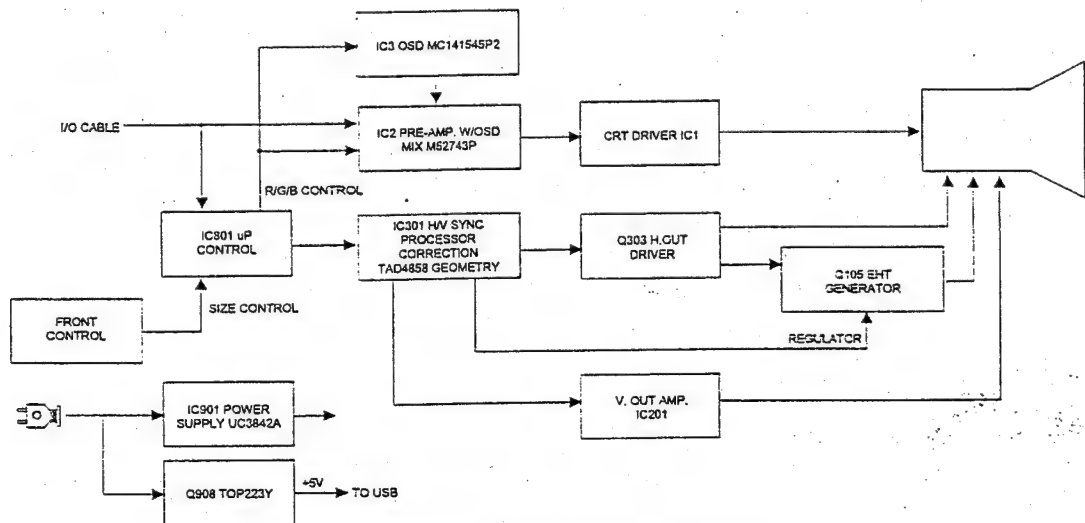 IC3 OSD MC141545P2
I/O CABLE
IC2 PRE-AMP. W/OSD
MIX M52743P
CRT DRIVER IC1
R/G/B CONTROL
IC801 uP
CONTROL
IC301 H/V SYNC
PROCESSOR
CORRECTION
TAD4858 GEOMETRY
Q303 H.OUT
DRIVER
Q105 EHT
GENERATOR
SIZE CONTROL
FRONT
CONTROL
REGULATOR
IC901 POWER
SUPPLY UC3842A
V. OUT AMP.
IC201
Q908 TOP223Y
+5V
TO USB